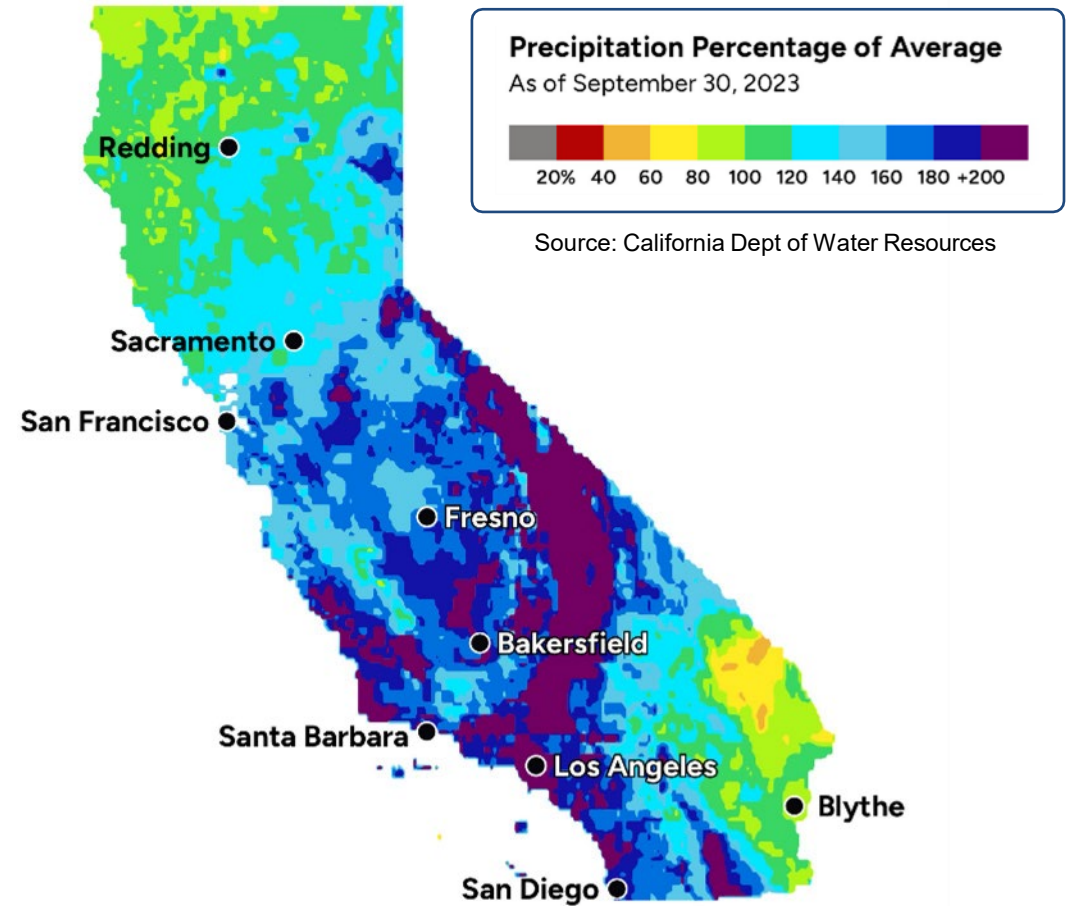 Precipitation Percentage of Average
As of September 30, 2023
20% 40 60 80 100 120 140 160 180 +200
Source: California Dept of Water Resources
Redding
Sacramento
San Francisco
Fresno
Bakersfield
Santa Barbara
Los Angeles
Blythe
San Diego